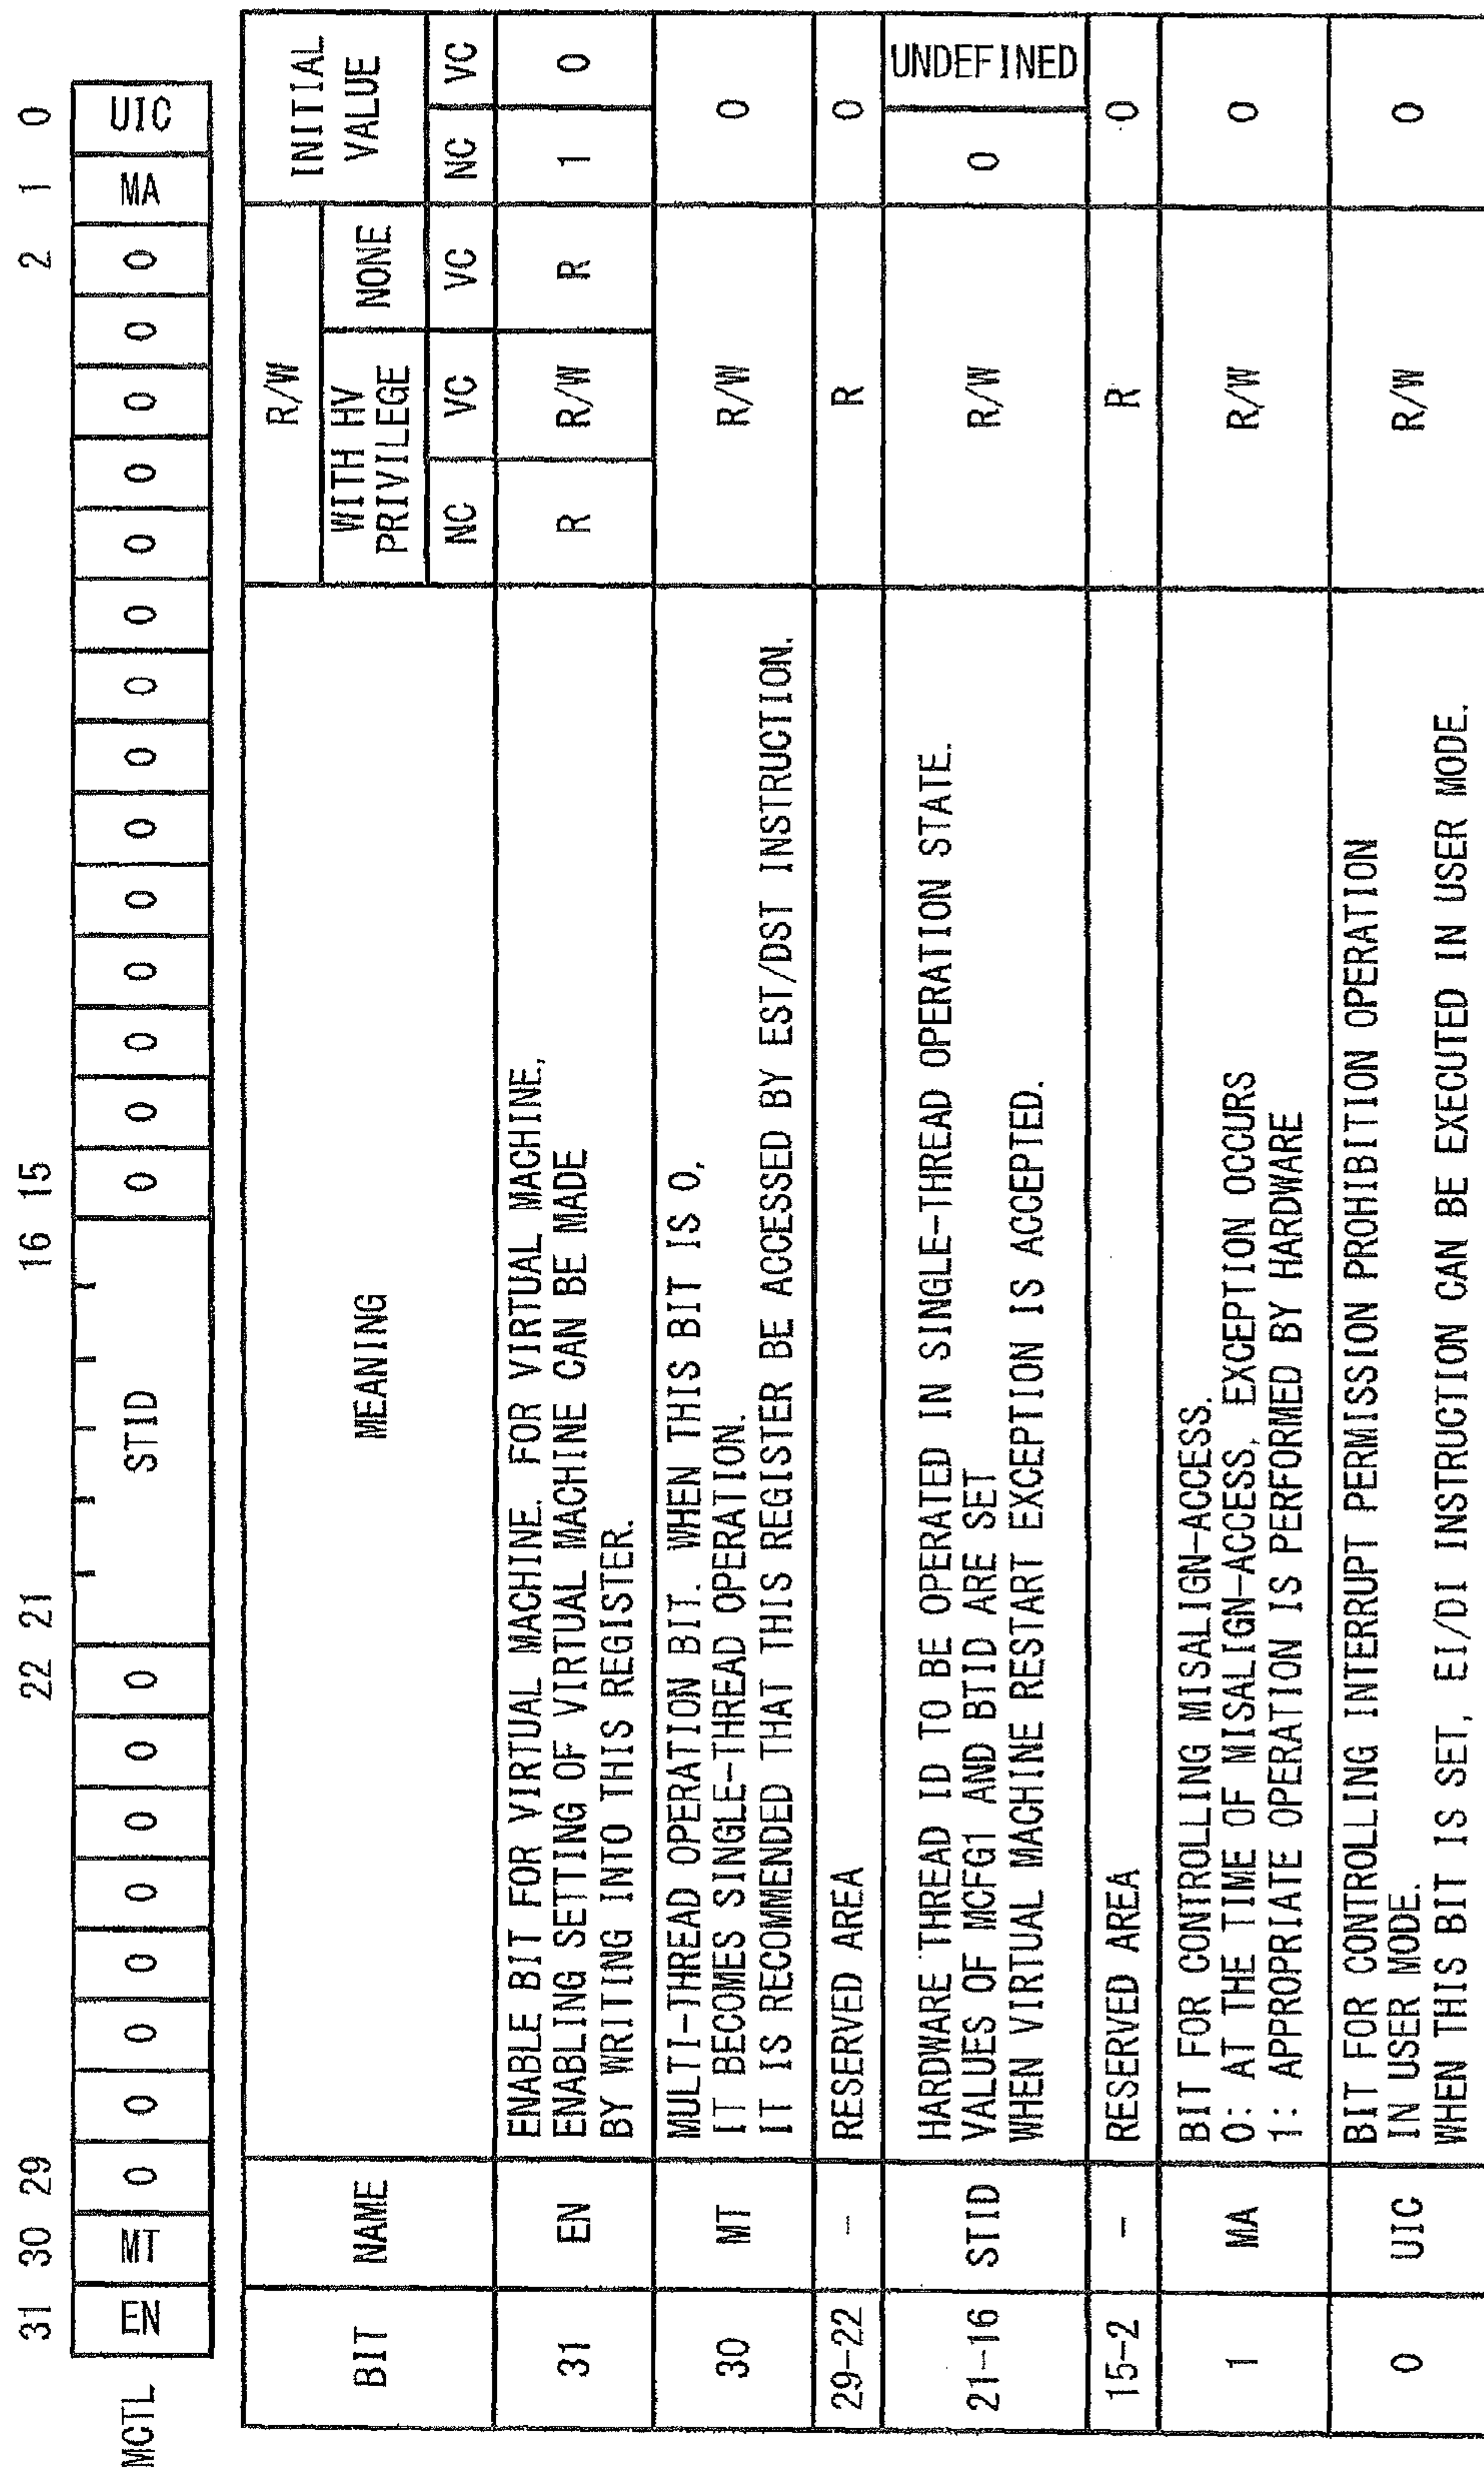 31 30 29 22 21 16 15 2 1 0
MCTL EN MT 0 0 0 0 0 0 0 0 STID 0 0 0 0 0 0 0 0 0 0 0 0 0 0 MA UIC
BIT NAME MEANING R/W INITIAL VALUE
WITH HV PRIVILEGE NONE
NC VC VC NC VC
31 EN R R/W R 1 0
ENABLE BIT FOR VIRTUAL MACHINE. FOR VIRTUAL MACHINE,
ENABLING SETTING OF VIRTUAL MACHINE CAN BE MADE
BY WRITING INTO THIS REGISTER.
30 MT R/W 0
MULTI-THREAD OPERATION BIT. WHEN THIS BIT IS 0,
IT BECOMES SINGLE-THREAD OPERATION.
IT IS RECOMMENDED THAT THIS REGISTER BE ACCESSED BY EST/DST INSTRUCTION.
29-22 - RESERVED AREA R 0
21-16 STID R/W 0 UNDEFINED
HARDWARE THREAD ID TO BE OPERATED IN SINGLE-THREAD OPERATION STATE.
VALUES OF MCFG1 AND BTID ARE SET
WHEN VIRTUAL MACHINE RESTART EXCEPTION IS ACCEPTED.
15-2 - RESERVED AREA R 0
1 MA R/W 0
BIT FOR CONTROLLING MISALIGN-ACCESS.
0: AT THE TIME OF MISALIGN-ACCESS, EXCEPTION OCCURS
1: APPROPRIATE OPERATION IS PERFORMED BY HARDWARE
0 UIC R/W 0
BIT FOR CONTROLLING INTERRUPT PERMISSION PROHIBITION OPERATION
IN USER MODE.
WHEN THIS BIT IS SET, EI/DI INSTRUCTION CAN BE EXECUTED IN USER MODE.